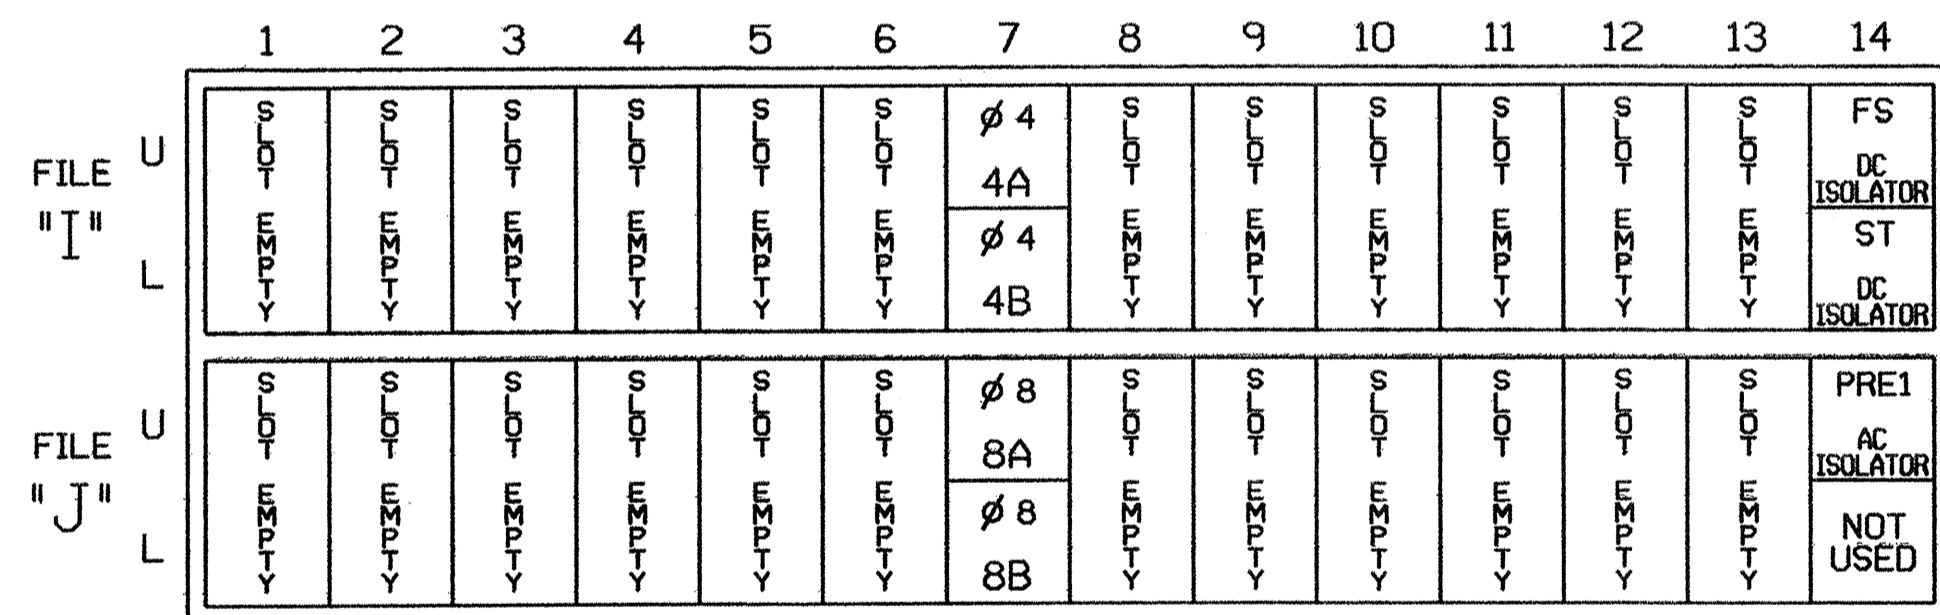 1 2 3 4 5 6 7 8 9 10 11 12 13 14
FILE "I"
U
L
SLOT EMPTY
SLOT EMPTY
SLOT EMPTY
SLOT EMPTY
SLOT EMPTY
SLOT EMPTY
Ø 4
4A
Ø 4
4B
SLOT EMPTY
SLOT EMPTY
SLOT EMPTY
SLOT EMPTY
SLOT EMPTY
SLOT EMPTY
FS
DC
ISOLATOR
ST
DC
ISOLATOR
FILE "J"
U
L
SLOT EMPTY
SLOT EMPTY
SLOT EMPTY
SLOT EMPTY
SLOT EMPTY
SLOT EMPTY
Ø 8
8A
Ø 8
8B
SLOT EMPTY
SLOT EMPTY
SLOT EMPTY
SLOT EMPTY
SLOT EMPTY
SLOT EMPTY
PRE1
AC
ISOLATOR
NOT
USED